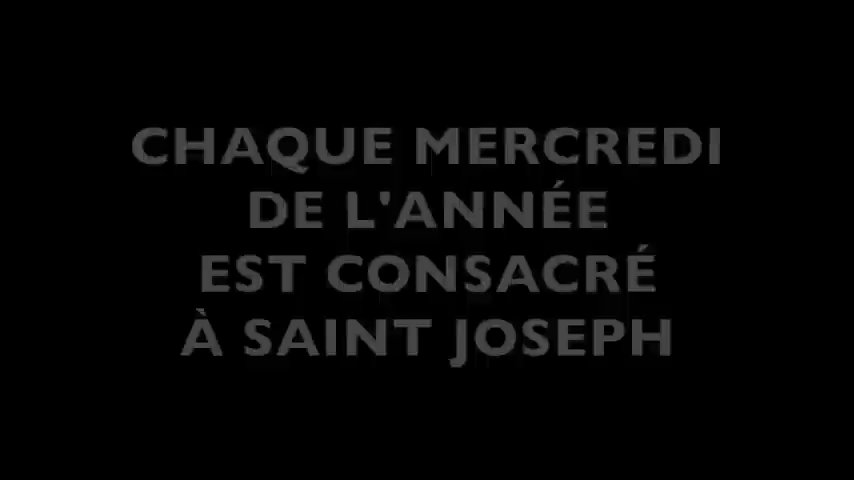 CHAQUE MERCREDI
DE L'ANNÉE
EST CONSACRÉ
À SAINT JOSEPH